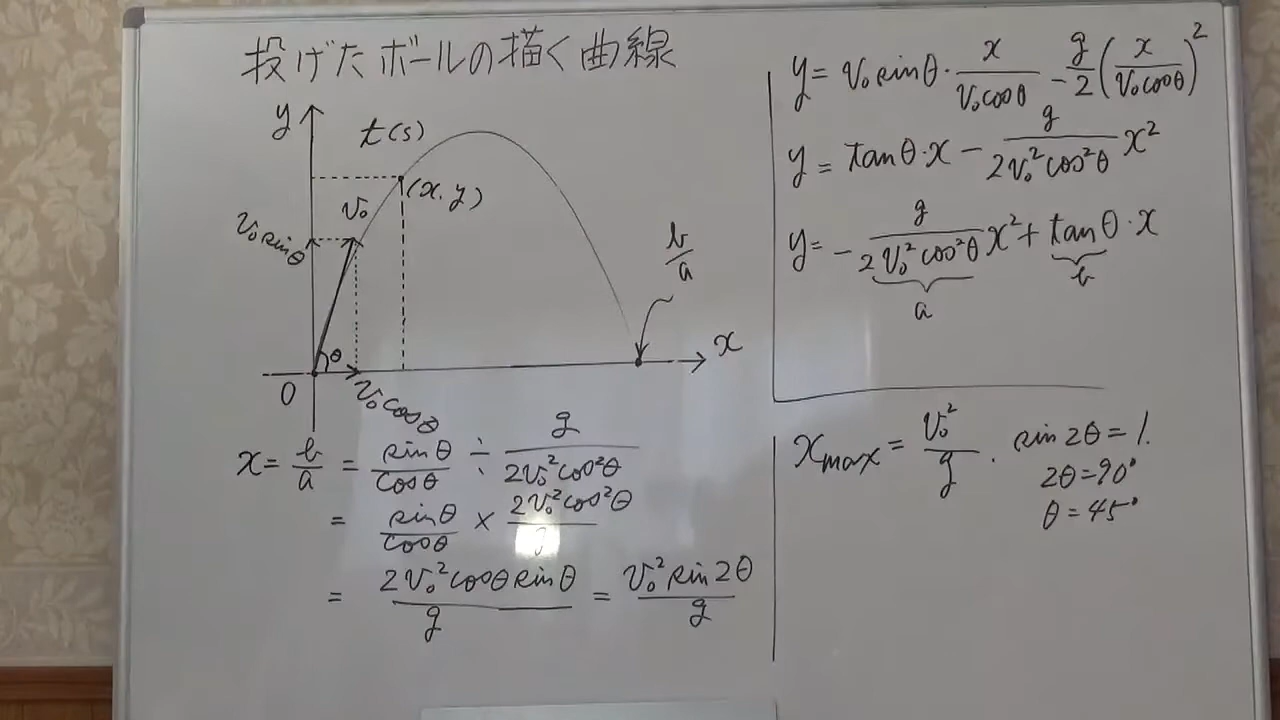 投げたボールの描く曲線
y
t(s)
(x,y)
v₀
v₀sinθ
θ
O
v₀cosθ
b/a
x
x = b/a = sinθ/cosθ ÷ g/2v₀²cos²θ
= sinθ/cosθ × 2v₀²cos²θ/g
= 2v₀²cosθsinθ/g = v₀²sin2θ/g
y = v₀sinθ · x/v₀cosθ - g/2 (x/v₀cosθ)²
y = tanθ·x - g/2v₀²cos²θ x²
y = - g/2v₀²cos²θ x² + tanθ·x
a
b
xmax = v₀²/g . sin2θ = 1.
2θ = 90°
θ = 45°